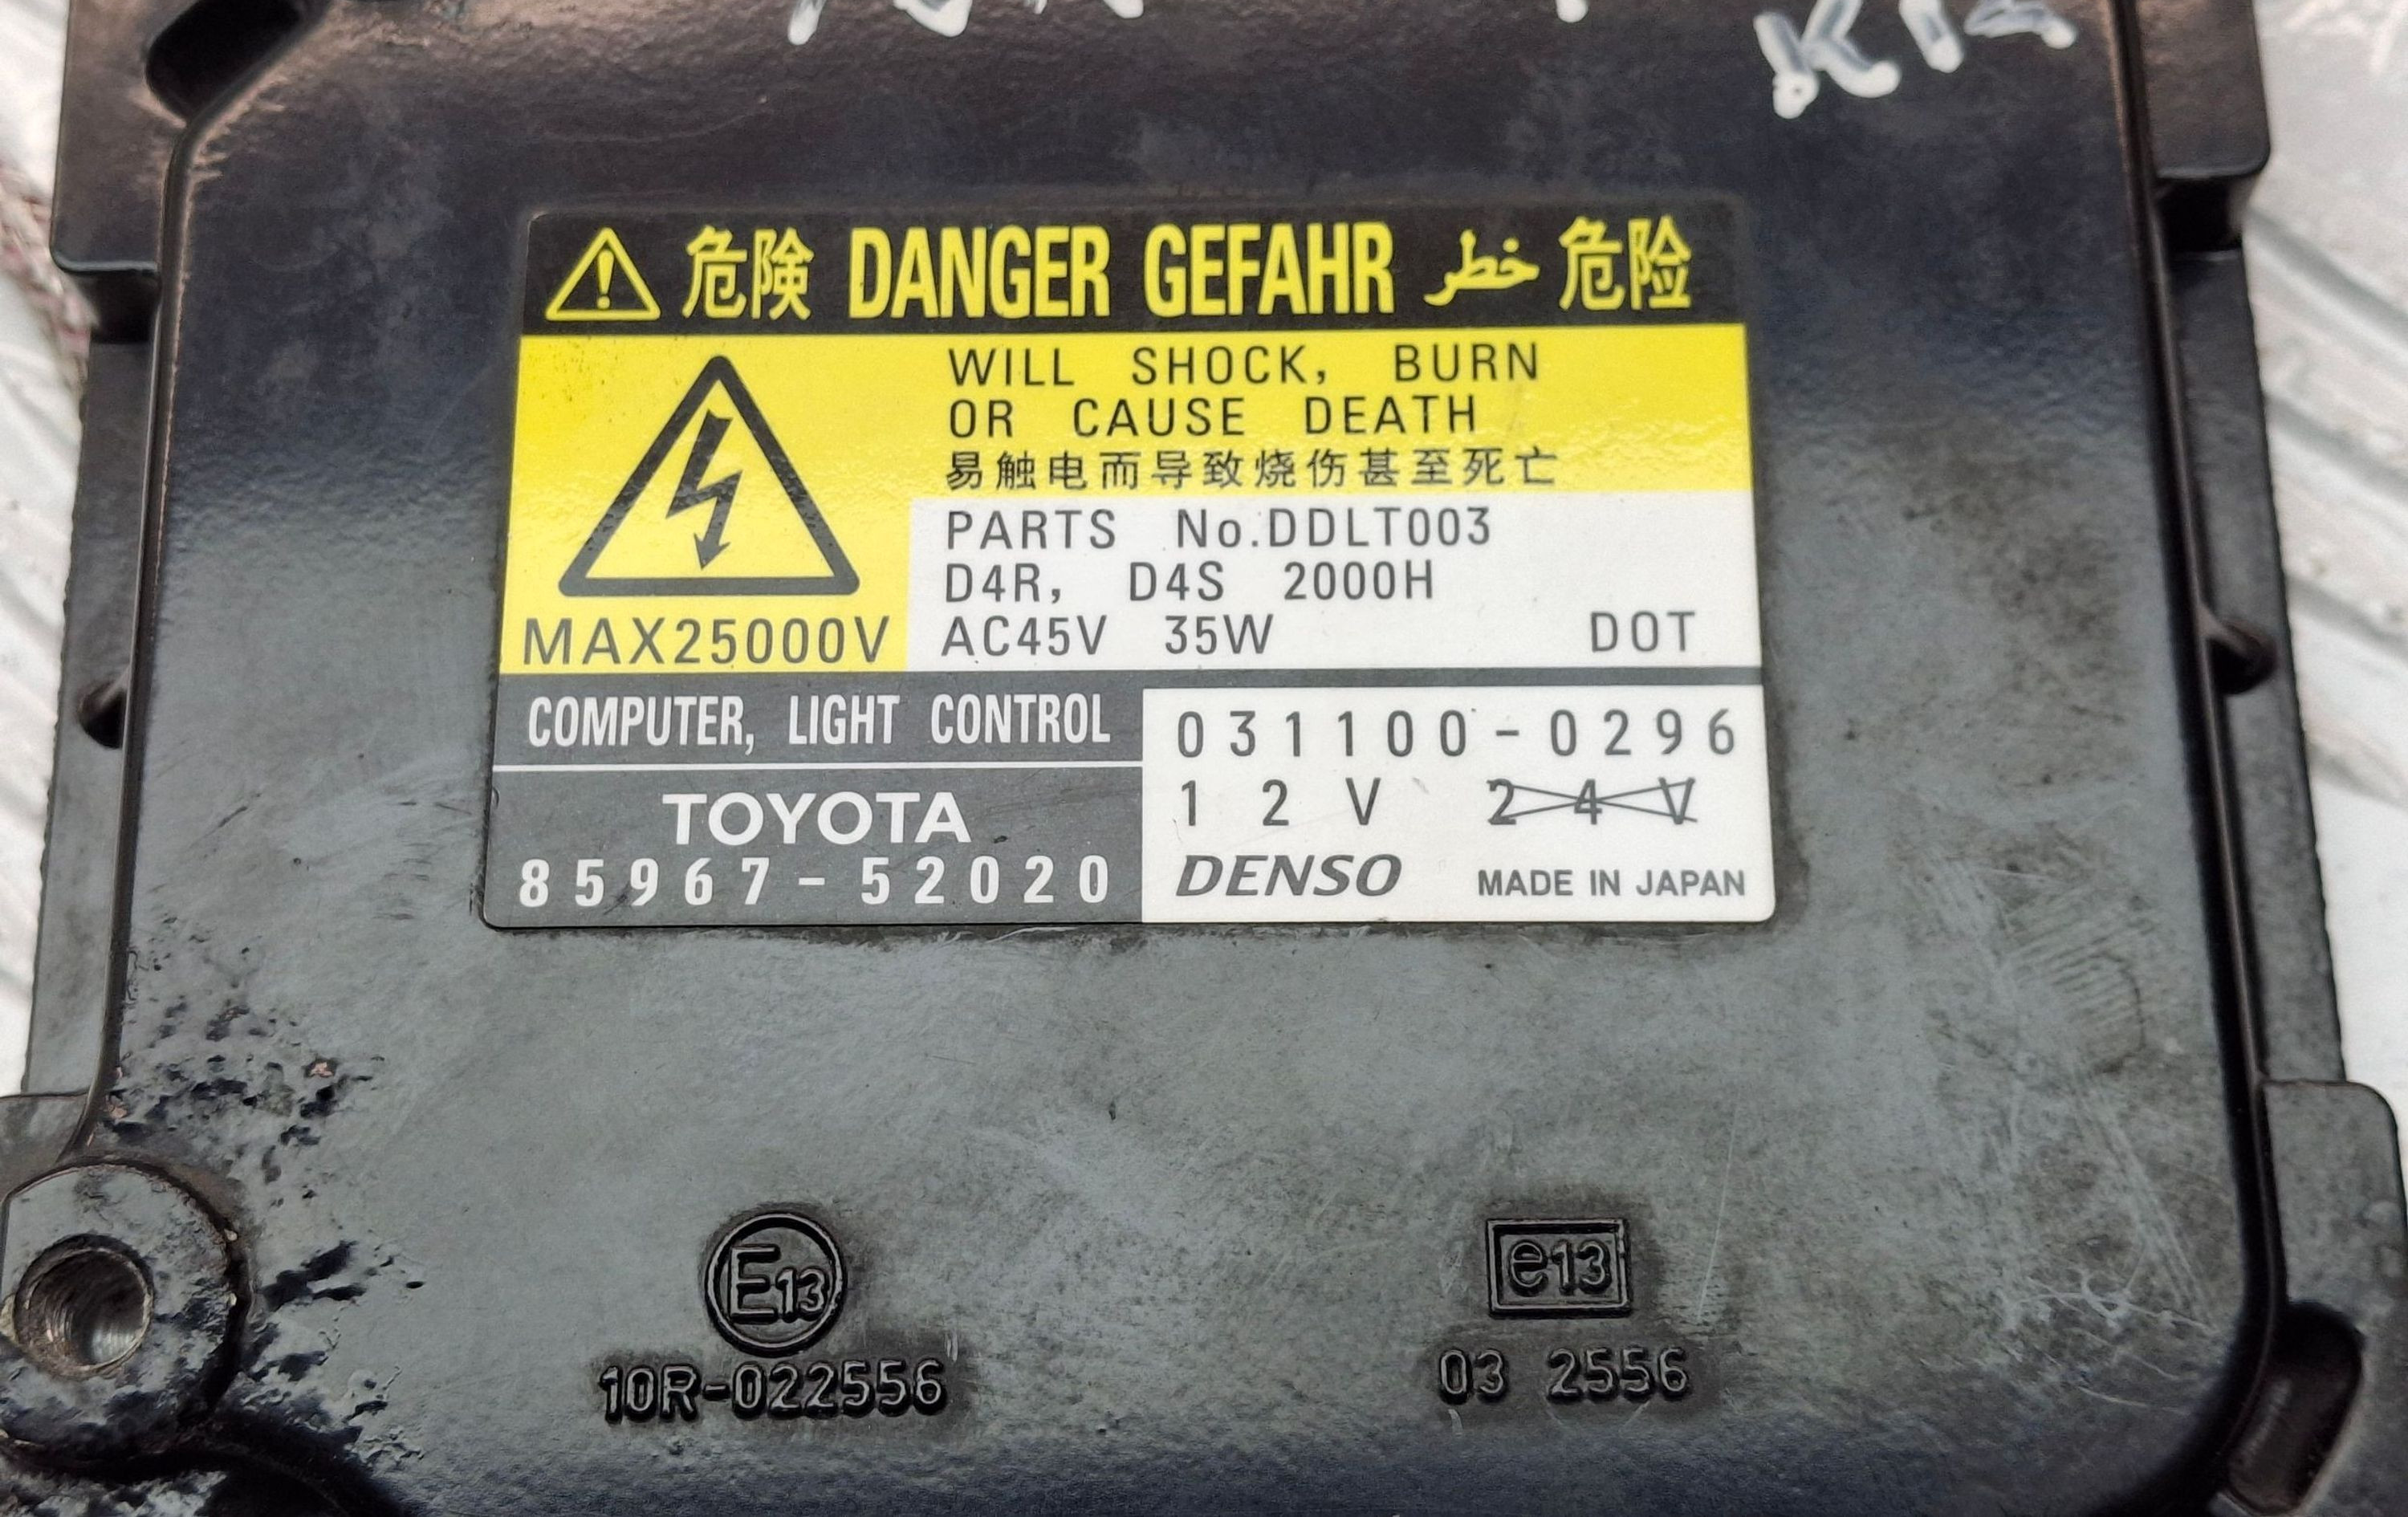 危険 DANGER GEFAHR خطر 危险
WILL SHOCK, BURN
OR CAUSE DEATH
易触电而导致烧伤甚至死亡
MAX25000V
PARTS No.DDLT003
D4R, D4S 2000H
AC45V 35W DOT
COMPUTER, LIGHT CONTROL
TOYOTA
85967-52020
031100-0296
12V 24V
DENSO MADE IN JAPAN
E13
10R-022556
e13
03 2556